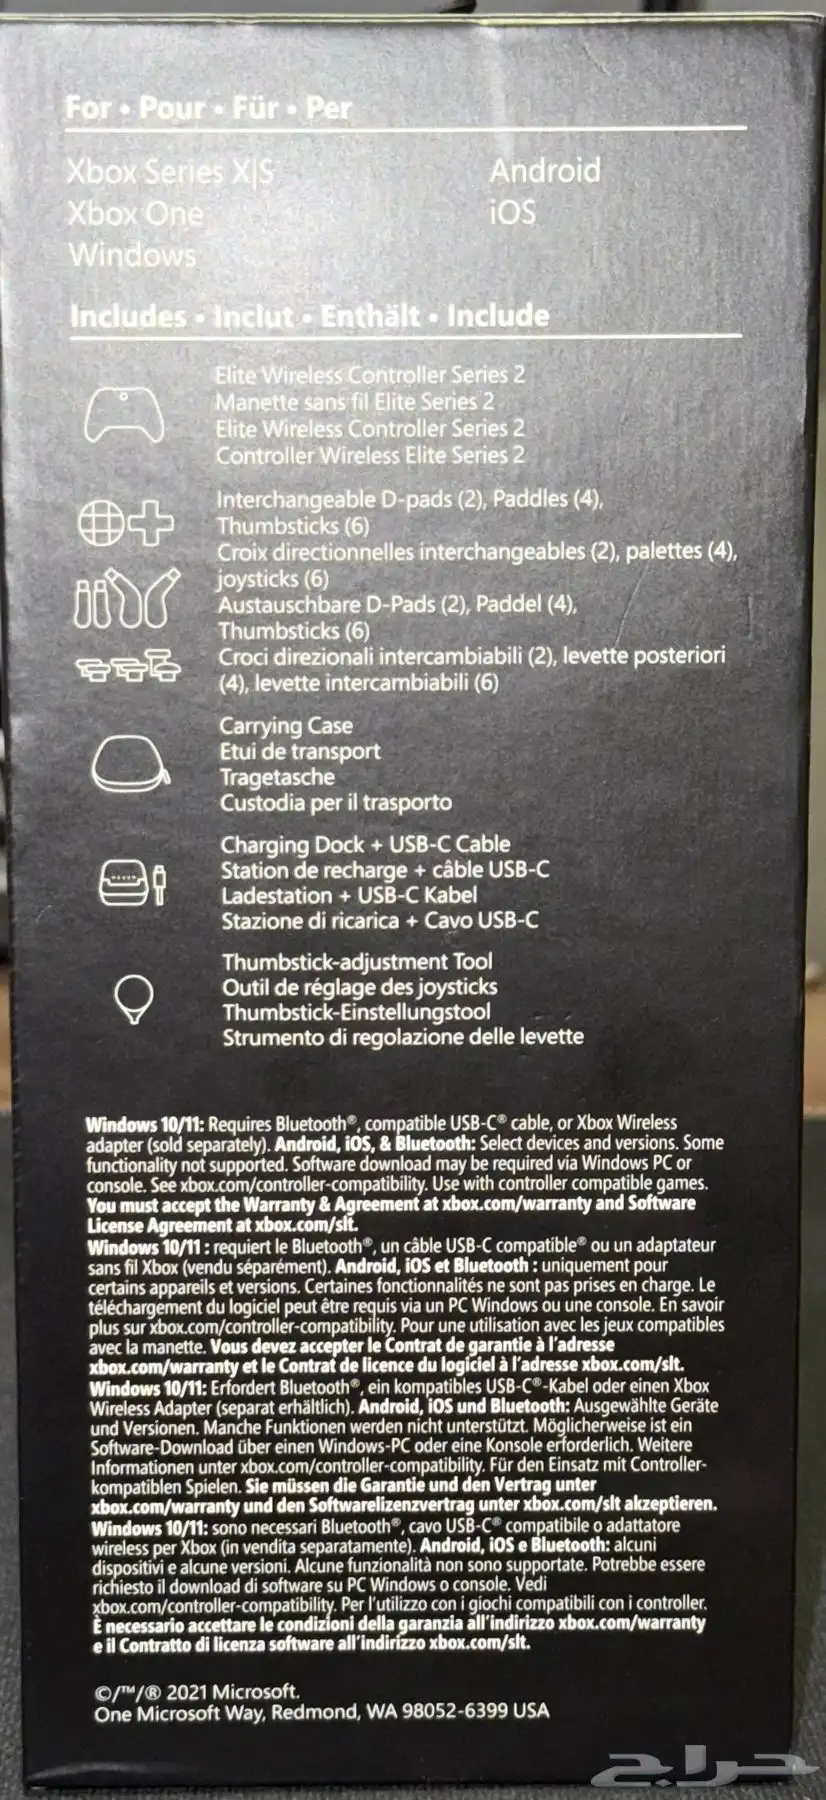 For • Pour • Für • Per
Xbox Series X|S
Xbox One
Windows
Android
iOS
Includes • Inclut • Enthält • Include
Elite Wireless Controller Series 2
Manette sans fil Elite Series 2
Elite Wireless Controller Series 2
Controller Wireless Elite Series 2
Interchangeable D-pads (2), Paddles (4),
Thumbsticks (6)
Croix directionnelles interchangeables (2), palettes (4),
joysticks (6)
Austauschbare D-Pads (2), Paddel (4),
Thumbsticks (6)
Croci direzionali intercambiabili (2), levette posteriori
(4), levette intercambiabili (6)
Carrying Case
Etui de transport
Tragetasche
Custodia per il trasporto
Charging Dock + USB-C Cable
Station de recharge + câble USB-C
Ladestation + USB-C Kabel
Stazione di ricarica + Cavo USB-C
Thumbstick-adjustment Tool
Outil de réglage des joysticks
Thumbstick-Einstellungstool
Strumento di regolazione delle levette
Windows 10/11: Requires Bluetooth®, compatible USB-C® cable, or Xbox Wireless
adapter (sold separately). Android, iOS, & Bluetooth: Select devices and versions. Some
functionality not supported. Software download may be required via Windows PC or
console. See xbox.com/controller-compatibility. Use with controller compatible games.
You must accept the Warranty & Agreement at xbox.com/warranty and Software
License Agreement at xbox.com/slt.
Windows 10/11 : requiert le Bluetooth®, un câble USB-C compatible® ou un adaptateur
sans fil Xbox (vendu séparément). Android, iOS et Bluetooth : uniquement pour
certains appareils et versions. Certaines fonctionnalités ne sont pas prises en charge. Le
téléchargement du logiciel peut être requis via un PC Windows ou une console. En savoir
plus sur xbox.com/controller-compatibility. Pour une utilisation avec les jeux compatibles
avec la manette. Vous devez accepter le Contrat de garantie à l'adresse
xbox.com/warranty et le Contrat de licence du logiciel à l'adresse xbox.com/slt.
Windows 10/11: Erfordert Bluetooth®, ein kompatibles USB-C®-Kabel oder einen Xbox
Wireless Adapter (separat erhältlich). Android, iOS und Bluetooth: Ausgewählte Geräte
und Versionen. Manche Funktionen werden nicht unterstützt. Möglicherweise ist ein
Software-Download über einen Windows-PC oder eine Konsole erforderlich. Weitere
Informationen unter xbox.com/controller-compatibility. Für den Einsatz mit Controller-
kompatiblen Spielen. Sie müssen die Garantie und den Vertrag unter
xbox.com/warranty und den Softwarelizenzvertrag unter xbox.com/slt akzeptieren.
Windows 10/11: sono necessari Bluetooth®, cavo USB-C® compatibile o adattatore
wireless per Xbox (in vendita separatamente). Android, iOS e Bluetooth: alcuni
dispositivi e alcune versioni. Alcune funzionalità non sono supportate. Potrebbe essere
richiesto il download di software su PC Windows o console. Vedi
xbox.com/controller-compatibility. Per l'utilizzo con i giochi compatibili con i controller.
È necessario accettare le condizioni della garanzia all'indirizzo xbox.com/warranty
e il Contratto di licenza software all'indirizzo xbox.com/slt.
©/™/® 2021 Microsoft.
One Microsoft Way, Redmond, WA 98052-6399 USA
حراج